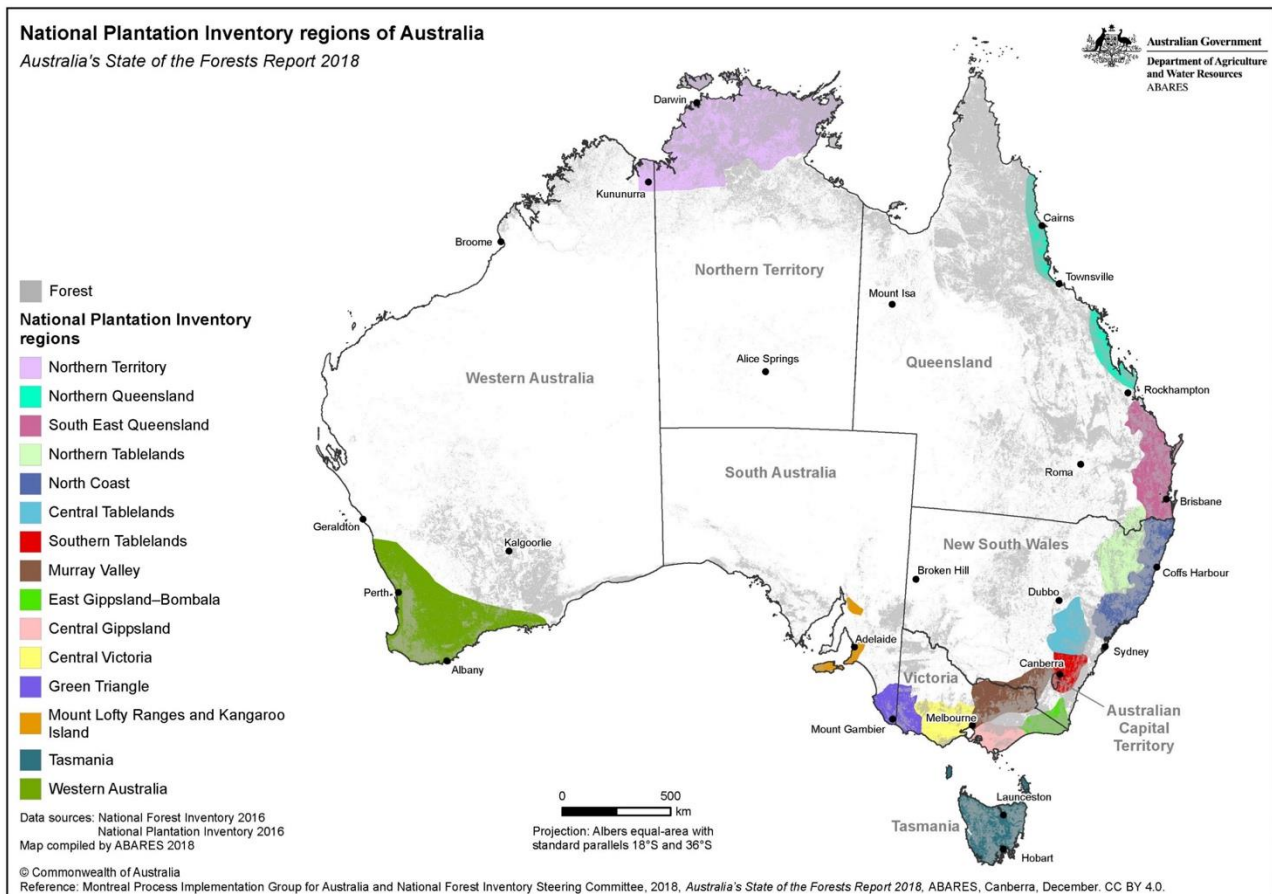 National Plantation Inventory regions of Australia
Australia's State of the Forests Report 2018
Australian Government
Department of Agriculture
and Water Resources
ABARES
Darwin
Kununurra
Broome
Cairns
Townsville
Northern Territory
Mount Isa
Alice Springs
Queensland
Western Australia
Rockhampton
South Australia
Roma
Brisbane
Geraldton
Kalgoorlie
New South Wales
Broken Hill
Coffs Harbour
Perth
Dubbo
Adelaide
Sydney
Albany
Canberra
Victoria
Melbourne
Mount Gambier
Australian
Capital
Territory
Launceston
Tasmania
Hobart
Forest
National Plantation Inventory
regions
Northern Territory
Northern Queensland
South East Queensland
Northern Tablelands
North Coast
Central Tablelands
Southern Tablelands
Murray Valley
East Gippsland–Bombala
Central Gippsland
Central Victoria
Green Triangle
Mount Lofty Ranges and Kangaroo
Island
Tasmania
Western Australia
0 500
km
Projection: Albers equal-area with
standard parallels 18°S and 36°S
Data sources: National Forest Inventory 2016
National Plantation Inventory 2016
Map compiled by ABARES 2018
© Commonwealth of Australia
Reference: Montreal Process Implementation Group for Australia and National Forest Inventory Steering Committee, 2018, Australia's State of the Forests Report 2018, ABARES, Canberra, December. CC BY 4.0.